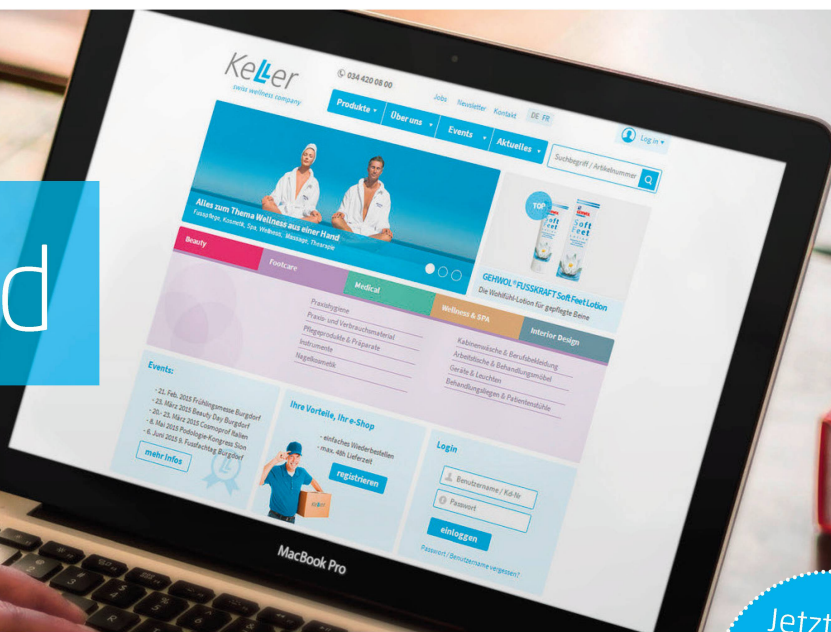 Keller
swiss wellness company
034 420 08 00
Jobs Newsletter Kontakt DE FR
Log in
Produkte Über uns Events Aktuelles
Suchbegriff / Artikelnummer
Alles zum Thema Wellness aus einer Hand
Fusspflege, Kosmetik, Spa, Wellness, Massage, Therapie
TOP
Soft
Feet
GEHWOL® FUSSKRAFT Soft Feet Lotion
Die Wohlfühl-Lotion für gepflegte Beine
Beauty
Footcare
Medical
Wellness & SPA
Interior Design
Praxishygiene
Praxis- und Verbrauchsmaterial
Pflegeprodukte & Präparate
Instrumente
Nagelkosmetik
Kabinenwäsche & Berufsbekleidung
Arbeitstische & Behandlungsmöbel
Geräte & Leuchten
Behandlungsliegen & Patientenstühle
Events:
- 21. Feb. 2015 Frühlingsmesse Burgdorf
- 23. März 2015 Beauty Day Burgdorf
- 20.- 23. März 2015 Cosmoprof Italien
- 8. Mai 2015 Podologie-Kongress Sion
- 6. Juni 2015 6. Fussfachtag Burgdorf
mehr Infos
Ihre Vorteile, Ihr e-Shop
- einfaches Wiederbestellen
- max. 48h Lieferzeit
registrieren
Login
Benutzername / Kd-Nr
Passwort
einloggen
Passwort / Benutzername vergessen?
MacBook Pro
d
Jetzt